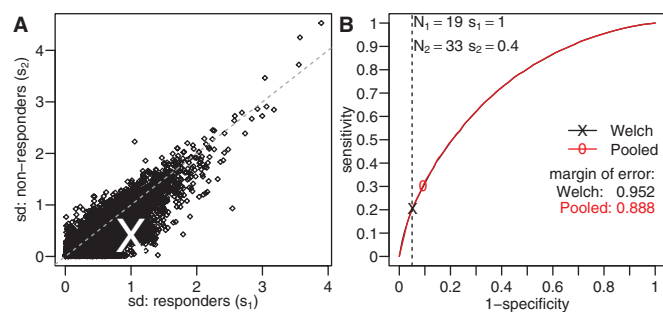 A
sd: non−responders (s2)
4
3
2
1
0
X
0 1 2 3 4
sd: responders (s1)
B
N1 = 19 s1 = 1
N2 = 33 s2 = 0.4
sensitivity
1
0.9
0.8
0.7
0.6
0.5
0.4
0.3
0.2
0.1
0
Welch
Pooled
margin of error:
Welch: 0.952
Pooled: 0.888
0 0.2 0.4 0.6 0.8 1
1−specificity